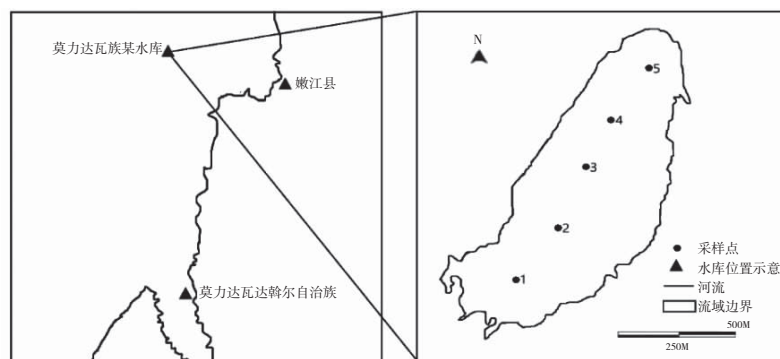 莫力达瓦族某水库
嫩江县
莫力达瓦达斡尔自治族
N
5
4
3
2
1
采样点
水库位置示意
河流
流域边界
500M
250M